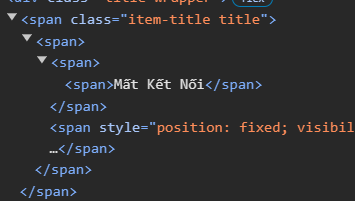 <span class="item-title title">
<span>
<span>
<span>Mất Kết Nối</span>
</span>
<span style="position: fixed; visibil
…</span>
</span>
</span>